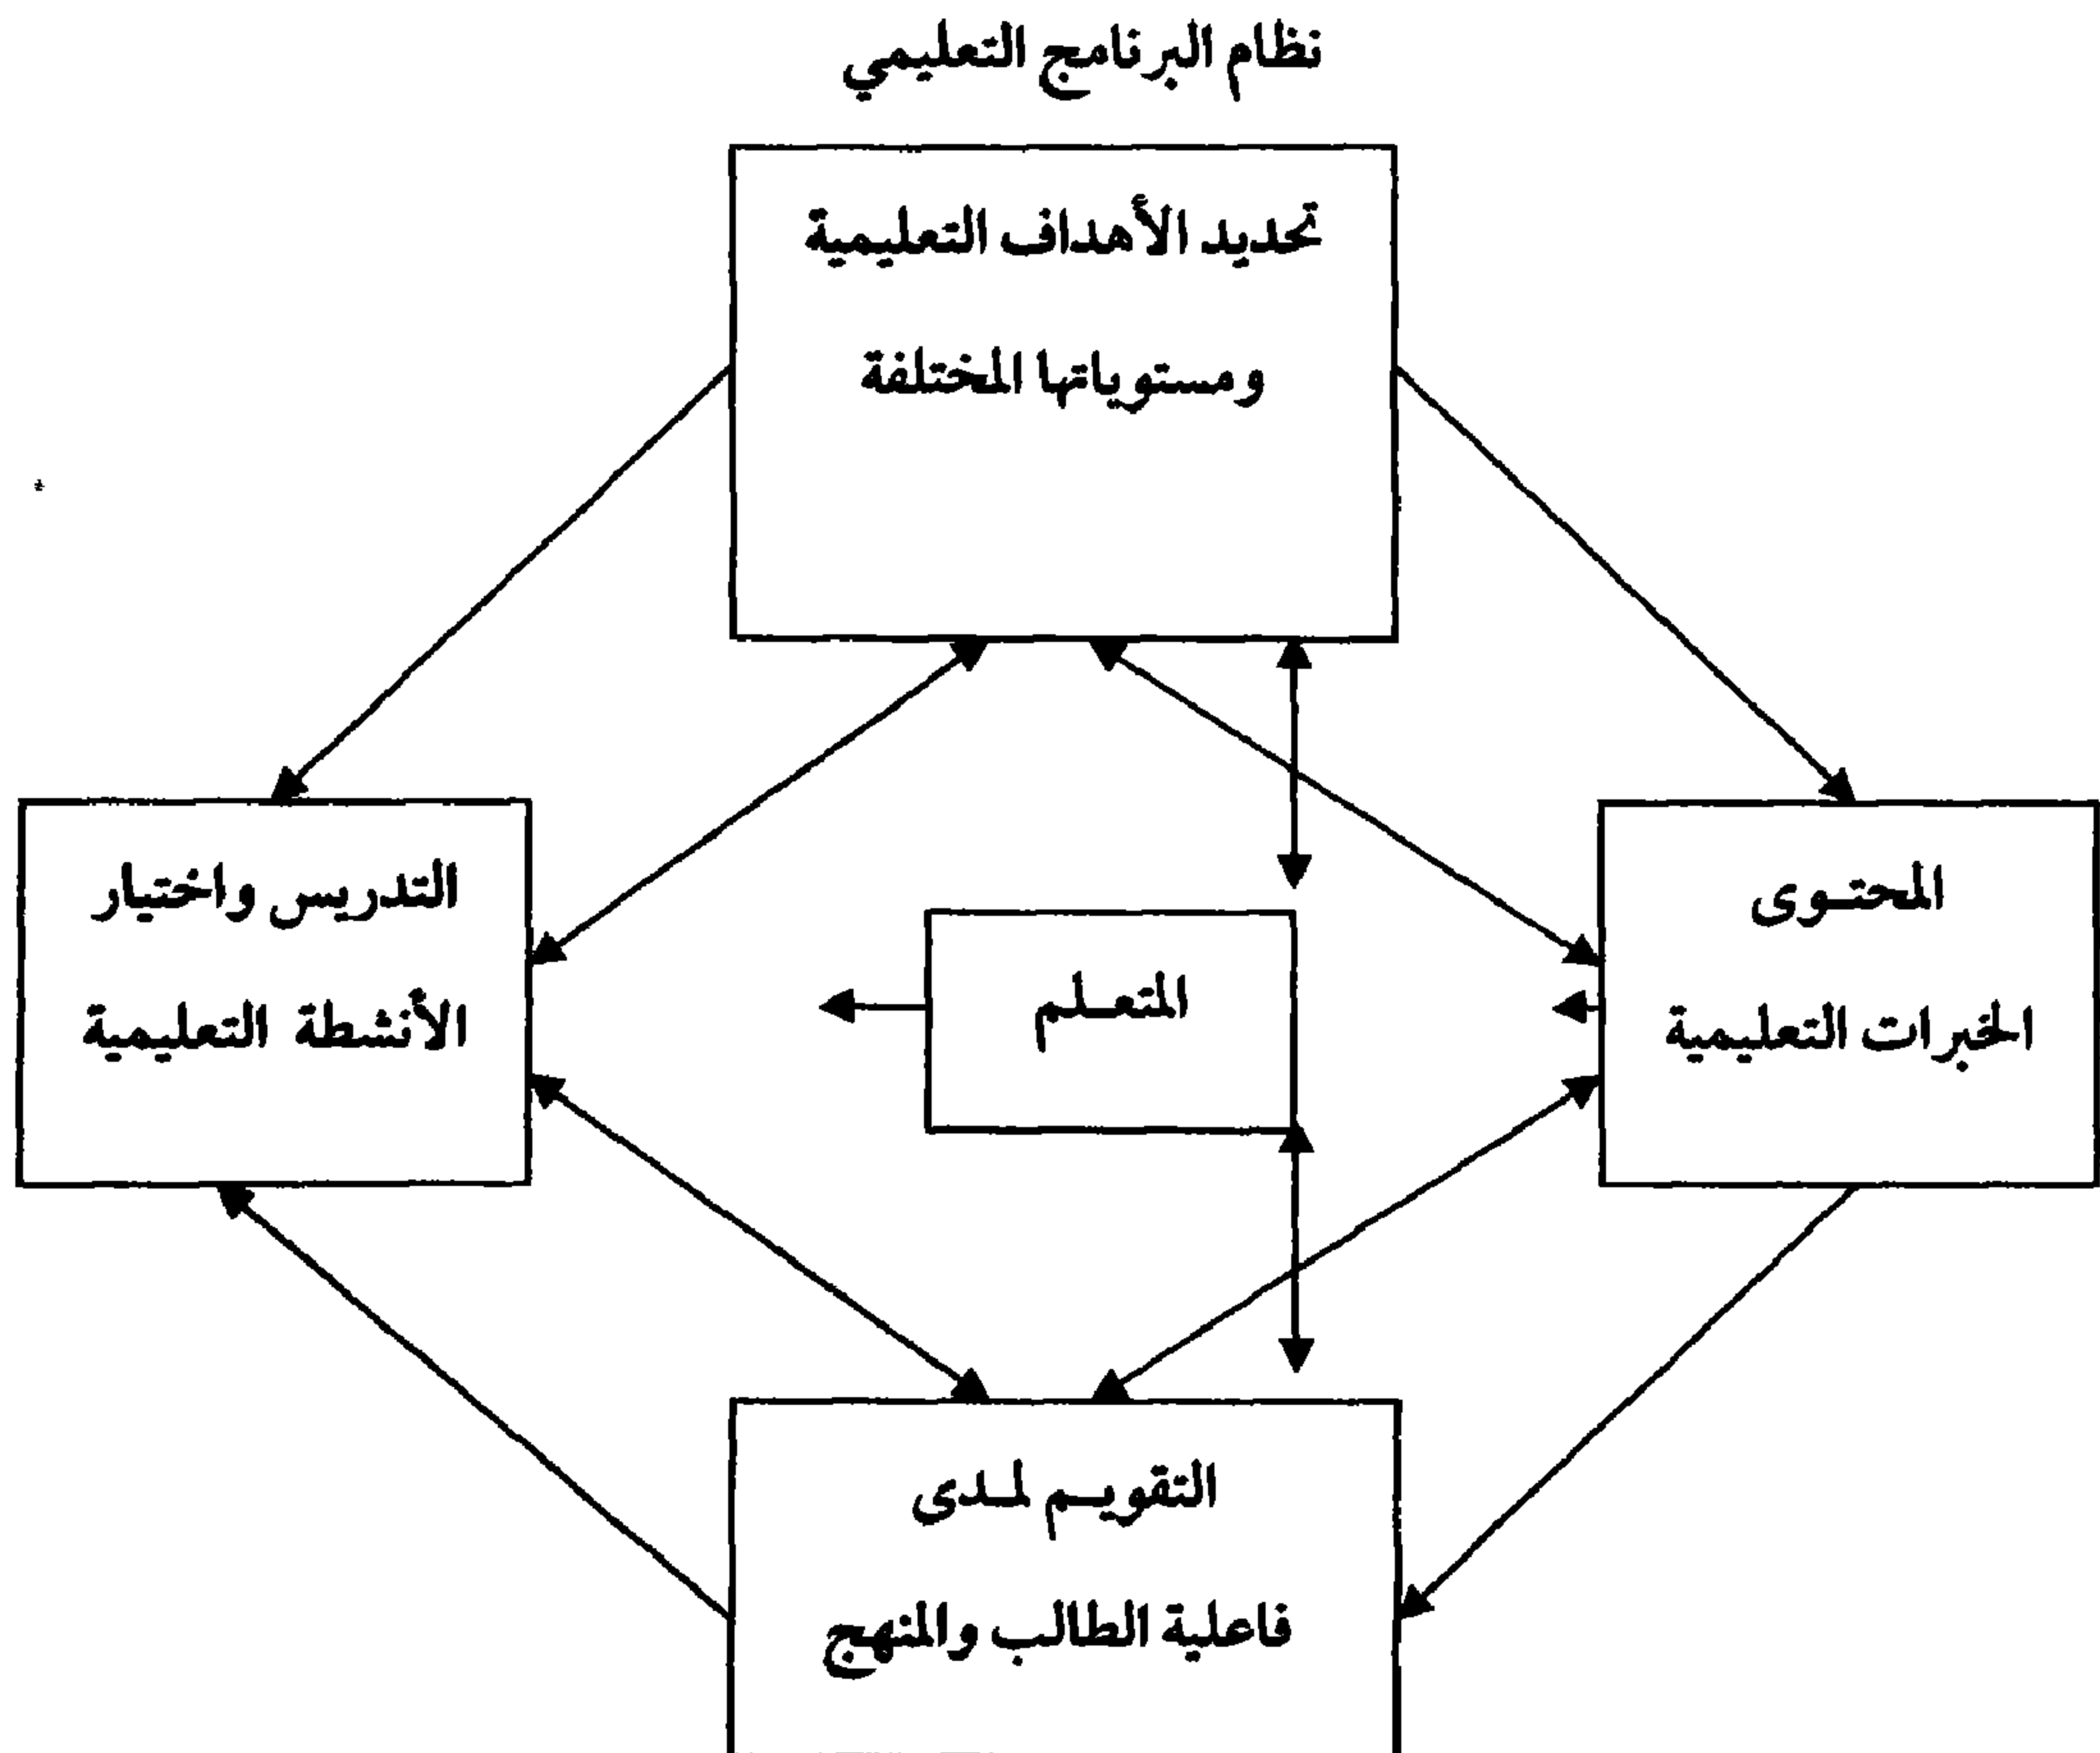 نظام البرنامج التعليمي
تحديد الأهداف التعليمية
ومستوياتها المختلفة
المحتوى
الخبرات التعليمية
المتعلم
التدريس واختيار
الأنشطة التعليمية
التقويم لمدى
فاعلية الطالب والمنهج